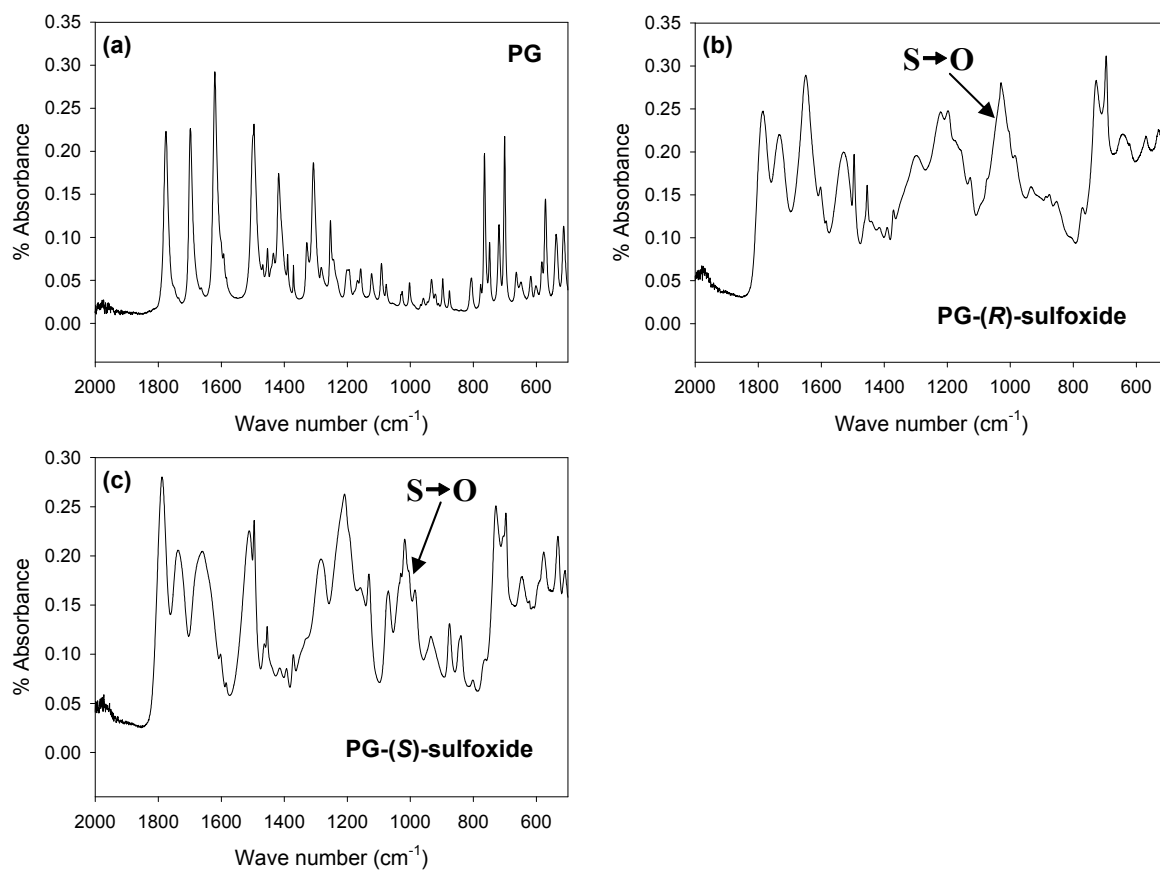 (a)
PG
% Absorbance
0.35
0.30
0.25
0.20
0.15
0.10
0.05
0.00
2000 1800 1600 1400 1200 1000 800 600
Wave number (cm⁻¹)
(b)
S→O
% Absorbance
0.35
0.30
0.25
0.20
0.15
0.10
0.05
0.00
PG-(R)-sulfoxide
2000 1800 1600 1400 1200 1000 800 600
Wave number (cm⁻¹)
(c)
S→O
% Absorbance
0.30
0.25
0.20
0.15
0.10
0.05
0.00
PG-(S)-sulfoxide
2000 1800 1600 1400 1200 1000 800 600
Wave number (cm⁻¹)